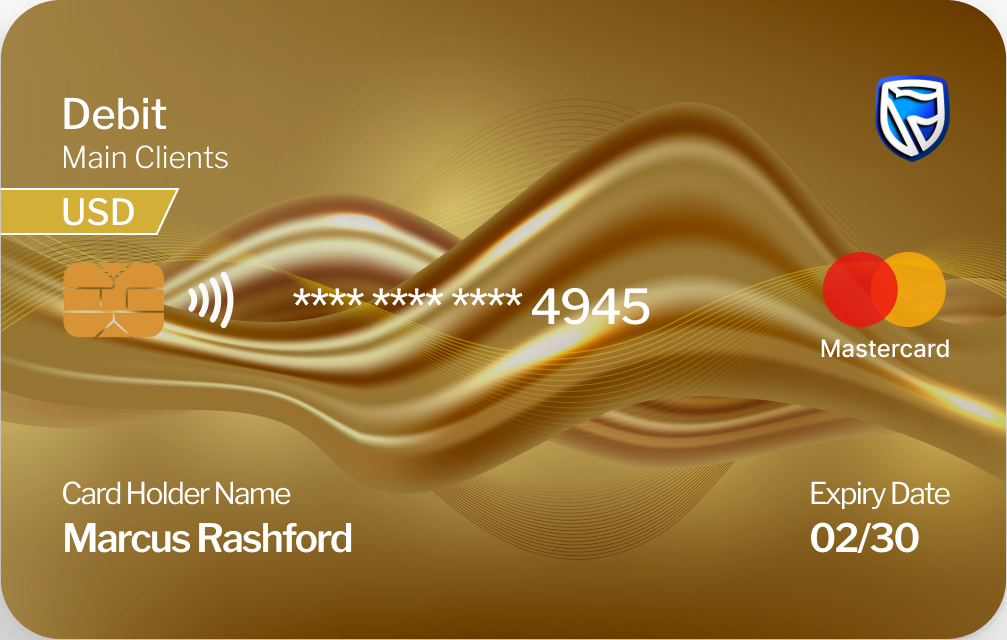 Debit
Main Clients
USD
**** **** **** 4945
Mastercard
Card Holder Name
Marcus Rashford
Expiry Date
02/30